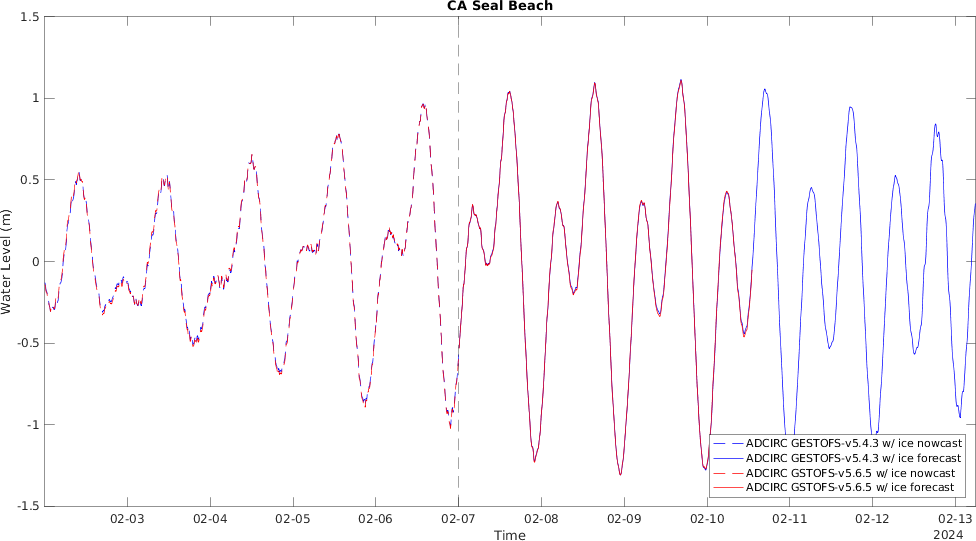 CA Seal Beach
1.5
1
0.5
0
-0.5
-1
-1.5
Water Level (m)
ADCIRC GESTOFS-v5.4.3 w/ ice nowcast
ADCIRC GESTOFS-v5.4.3 w/ ice forecast
ADCIRC GSTOFS-v5.6.5 w/ ice nowcast
ADCIRC GSTOFS-v5.6.5 w/ ice forecast
02-03 02-04 02-05 02-06 02-07 02-08 02-09 02-10 02-11 02-12 02-13
Time 2024